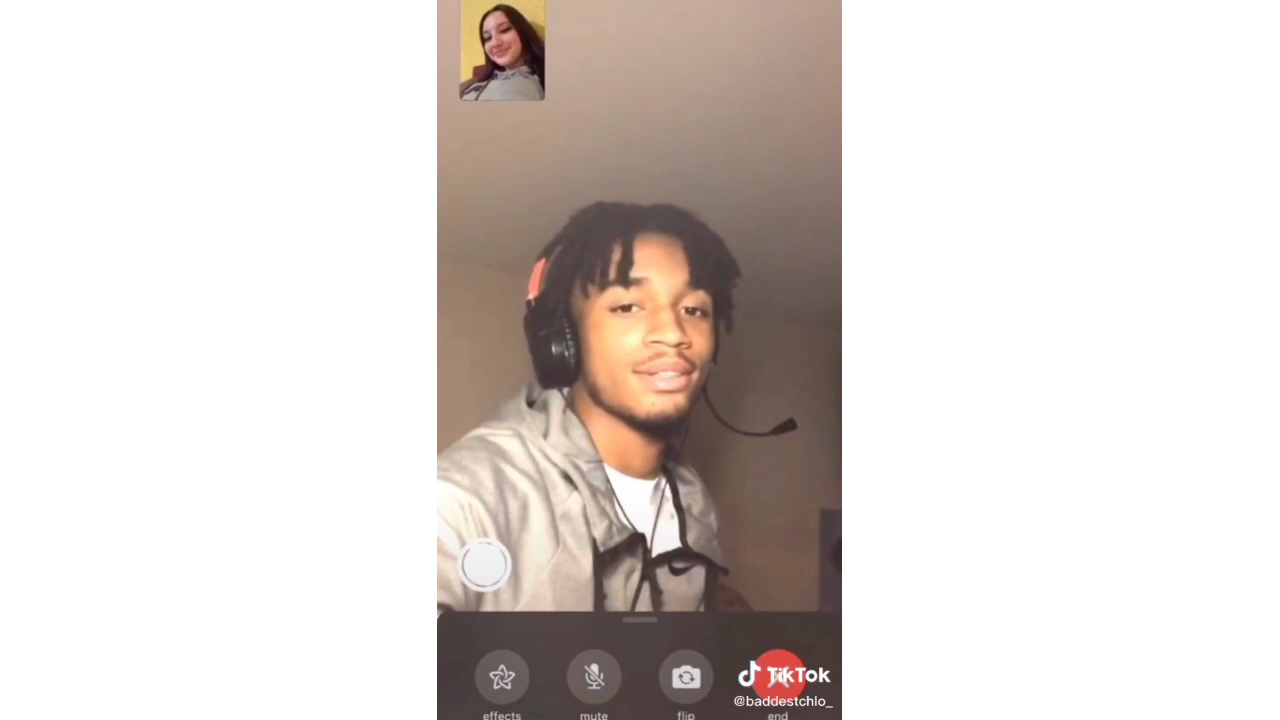 effects
mute
flip
end
TikTok
@baddestchlo_